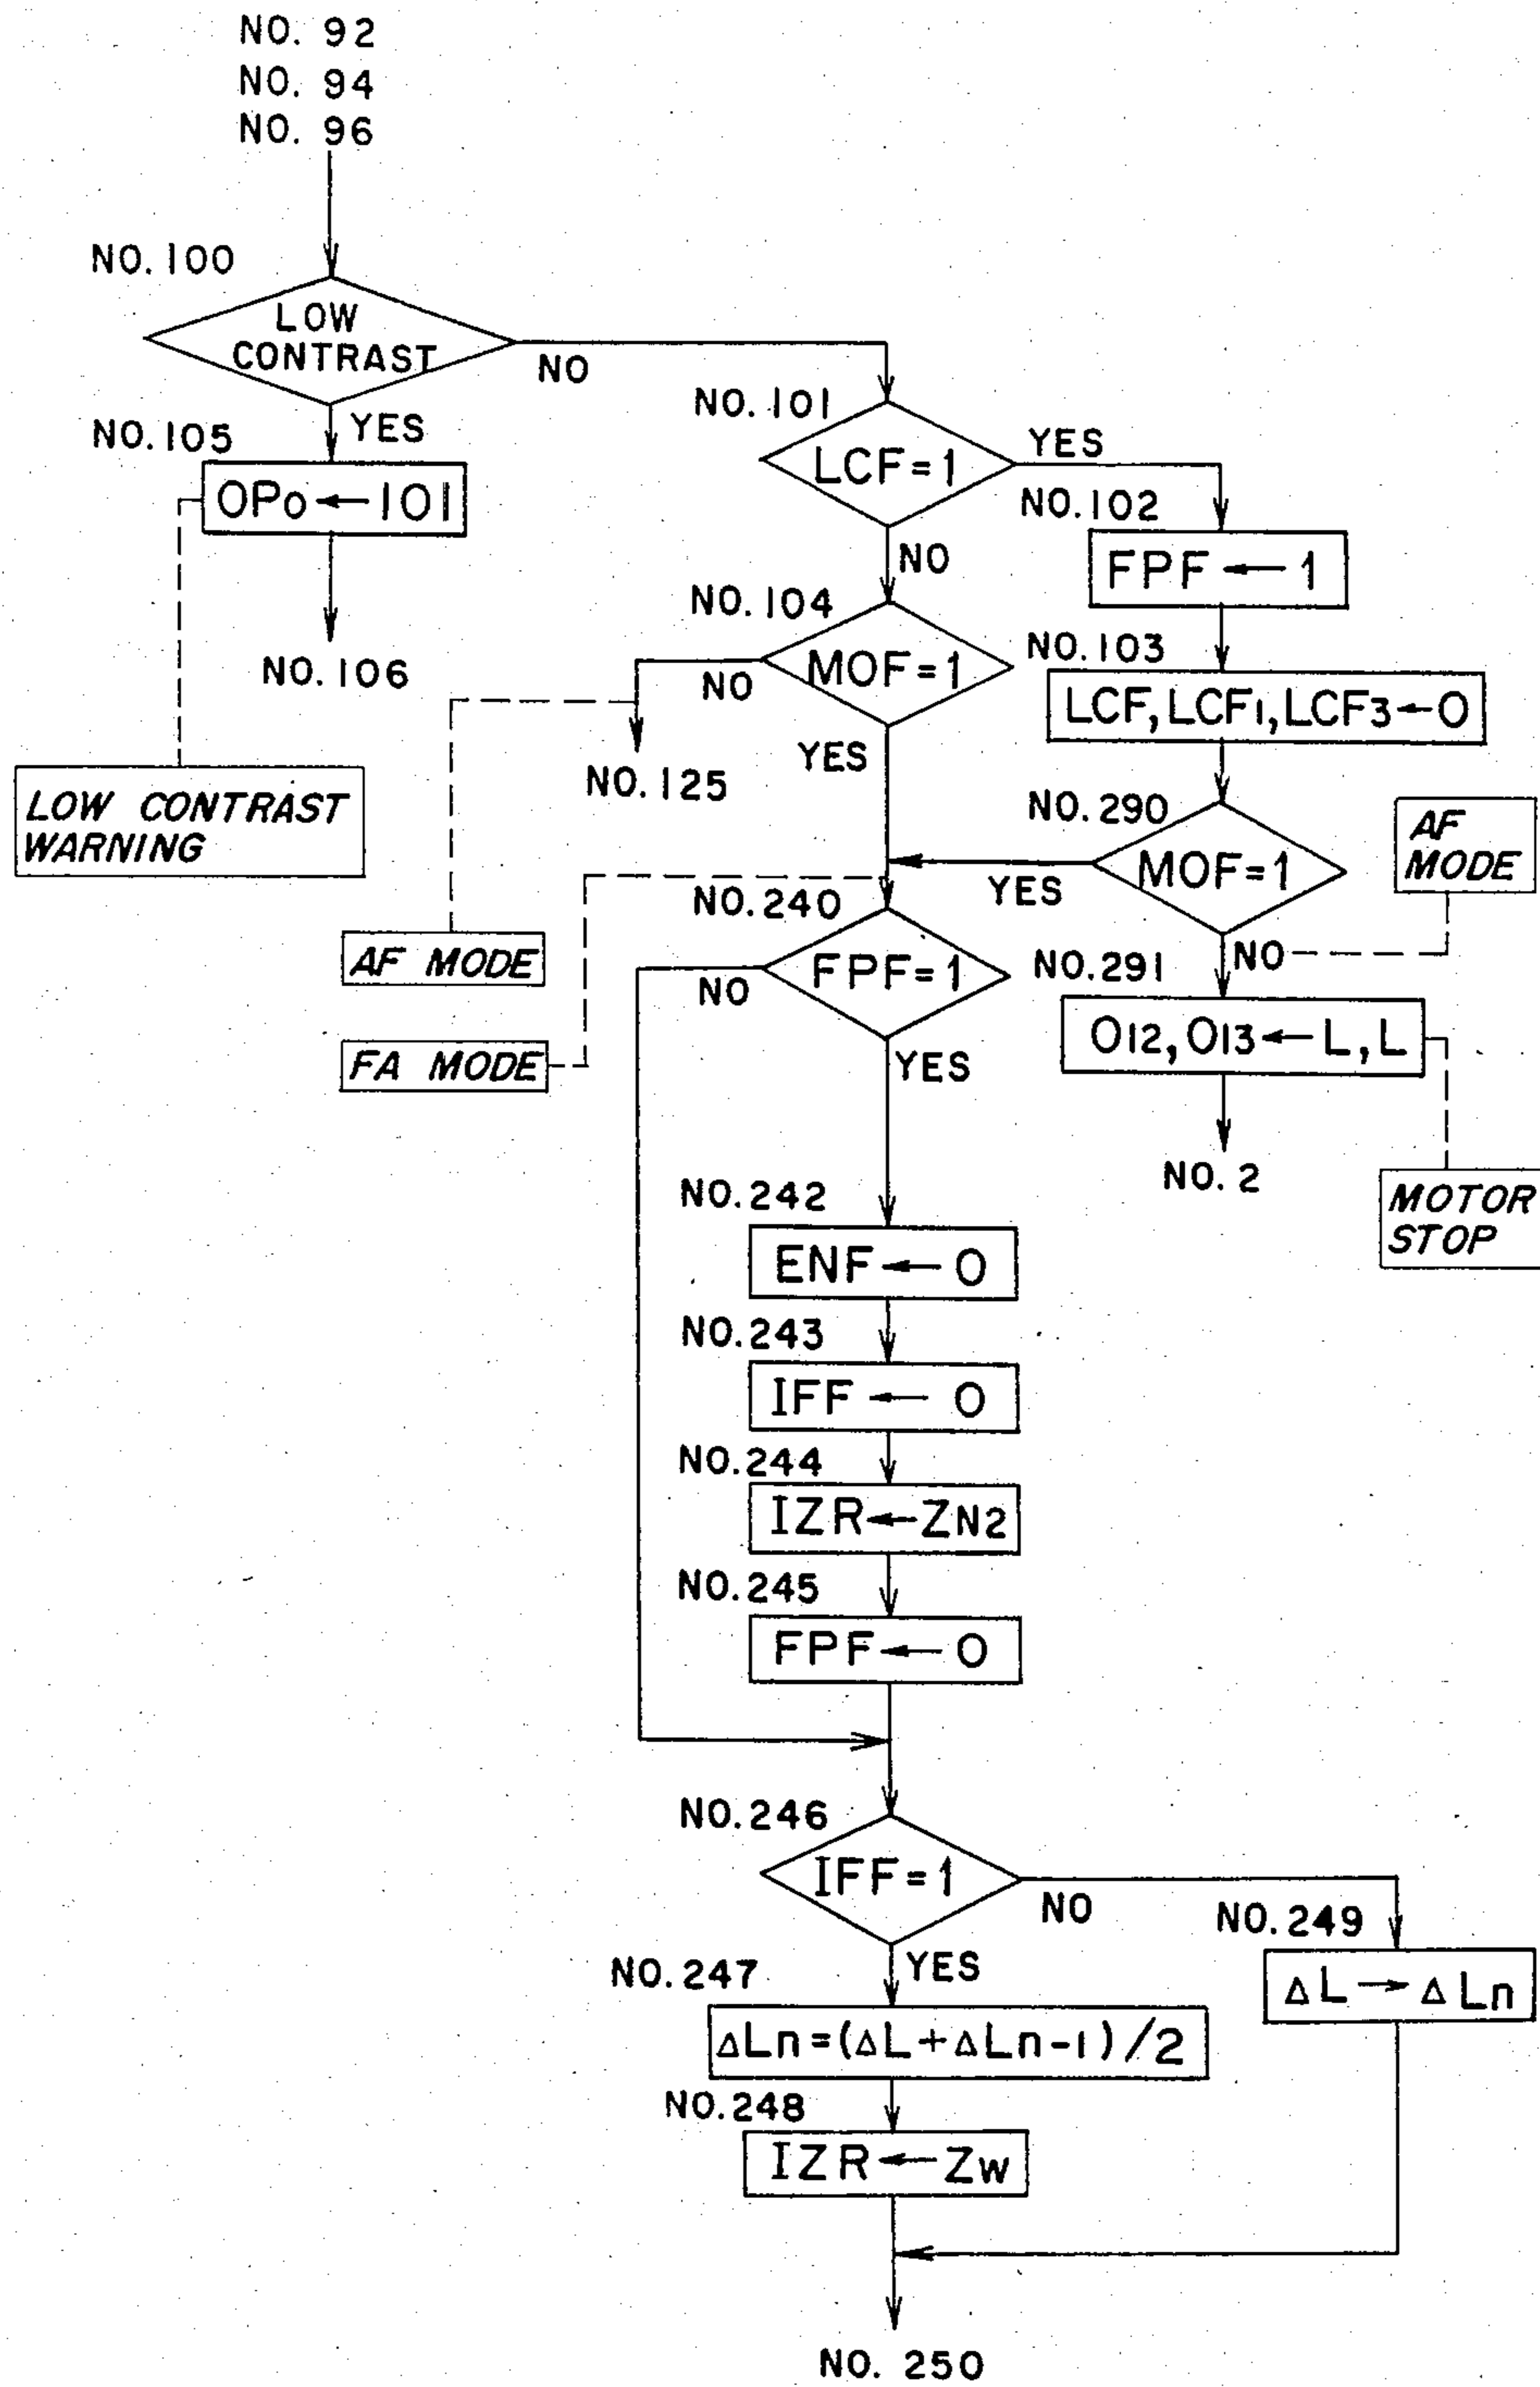 NO. 92
NO. 94
NO. 96
NO. 100
LOW
CONTRAST
NO
YES
NO. 105
OPo ← 101
NO. 106
LOW CONTRAST
WARNING
NO. 101
LCF=1
YES
NO
NO. 102
FPF ← 1
NO. 104
MOF=1
NO
YES
NO. 125
AF MODE
NO. 103
LCF, LCF1, LCF3 ← 0
NO. 290
MOF=1
YES
NO
AF
MODE
NO. 291
O12, O13 ← L, L
NO. 2
MOTOR
STOP
FA MODE
NO. 240
FPF=1
NO
YES
NO. 242
ENF ← 0
NO. 243
IFF ← 0
NO. 244
IZR ← ZN2
NO. 245
FPF ← 0
NO. 246
IFF=1
NO
YES
NO. 249
ΔL → ΔLn
NO. 247
ΔLn = (ΔL + ΔLn-1) / 2
NO. 248
IZR ← Zw
NO. 250